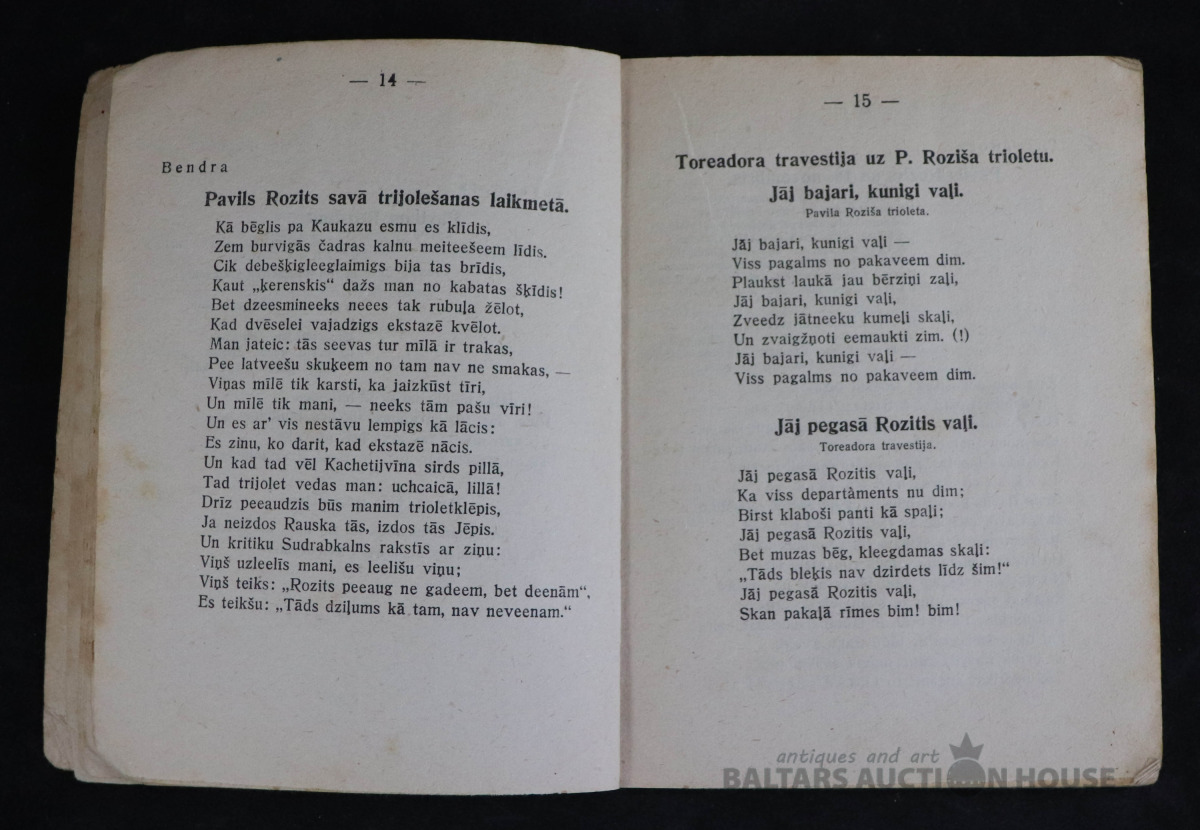 — 14 —
Bendra
Pavils Rozits savā trijolešanas laikmetā.
Kā bēglis pa Kaukazu esmu es klīdis,
Zem burvigās čadras kalnu meiteešeem līdis.
Cik debešķigleeglaimigs bija tas brīdis,
Kaut „ķerenskis“ dažs man no kabatas šķīdis!
Bet dzeesmineeks neees tak rubuļa žēlot,
Kad dvēselei vajadzigs ekstazē kvēlot.
Man jateic: tās seevas tur mīlā ir trakas,
Pee latveešu skuķeem no tam nav ne smakas, —
Viņas mīlē tik karsti, ka jaizkūst tīri,
Un mīlē tik mani, — neeks tām pašu vīri!
Un es ar’ vis nestāvu lempigs kā lācis:
Es zinu, ko darit, kad ekstazē nācis.
Un kad tad vēl Kachetijvīna sirds pillā,
Tad trijolet vedas man: uchcaicā, lillā!
Drīz peeaudzis būs manim trioletklēpis,
Ja neizdos Rauska tās, izdos tās Jēpis.
Un kritiku Sudrabkalns rakstīs ar ziņu:
Viņš uzleelīs mani, es leelišu viņu;
Viņš teiks: „Rozits peeaug ne gadeem, bet deenām“,
Es teikšu: „Tāds dziļums kā tam, nav neveenam.“
— 15 —
Toreadora travestija uz P. Roziša trioletu.
Jāj bajari, kunigi vaļi.
Pavila Roziša trioleta.
Jāj bajari, kunigi vaļi —
Viss pagalms no pakaveem dim.
Plaukst laukā jau bērziņi zaļi,
Jāj bajari, kunigi vaļi,
Zveedz jātneeku kumeļi skaļi,
Un zvaigžņoti eemaukti zim. (!)
Jāj bajari, kunigi vaļi —
Viss pagalms no pakaveem dim.
Jāj pegasā Rozitis vaļi.
Toreadora travestija.
Jāj pegasā Rozitis vaļi,
Ka viss departàments nu dim;
Birst klaboši panti kā spaļi;
Jāj pegasā Rozitis vaļi,
Bet muzas bēg, kleegdamas skaļi:
„Tāds bleķis nav dzirdets līdz šim!“
Jāj pegasā Rozitis vaļi,
Skan pakaļā rīmes bim! bim!
antiques and art
BALTARS AUCTION HOUSE